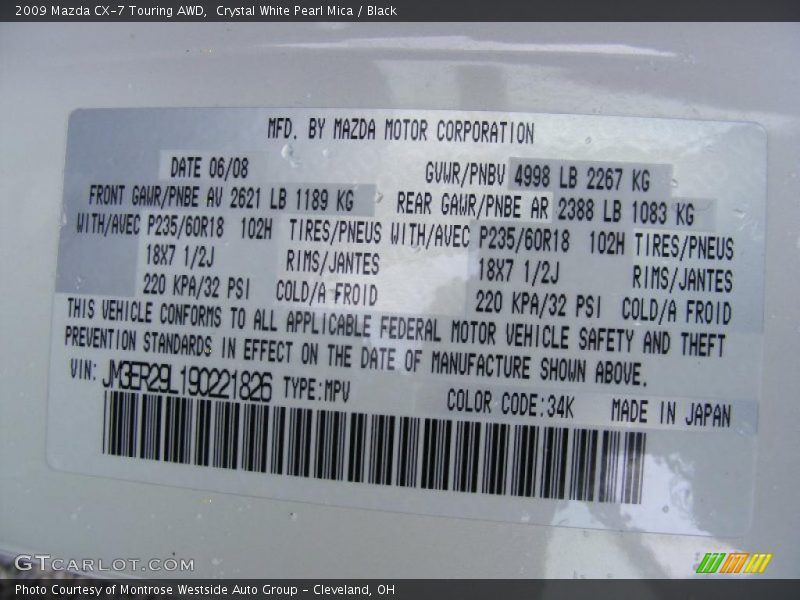 2009 Mazda CX-7 Touring AWD,  Crystal White Pearl Mica / Black
MFD. BY MAZDA MOTOR CORPORATION
DATE 06/08 GVWR/PNBV 4998 LB 2267 KG
FRONT GAWR/PNBE AV 2621 LB 1189 KG REAR GAWR/PNBE AR 2388 LB 1083 KG
WITH/AVEC P235/60R18 102H TIRES/PNEUS WITH/AVEC P235/60R18 102H TIRES/PNEUS
18X7 1/2J RIMS/JANTES 18X7 1/2J RIMS/JANTES
220 KPA/32 PSI COLD/A FROID 220 KPA/32 PSI COLD/A FROID
THIS VEHICLE CONFORMS TO ALL APPLICABLE FEDERAL MOTOR VEHICLE SAFETY AND THEFT
PREVENTION STANDARDS IN EFFECT ON THE DATE OF MANUFACTURE SHOWN ABOVE.
VIN: JM3ER29L190221826 TYPE:MPV COLOR CODE:34K MADE IN JAPAN
GTCARLOT.COM
Photo Courtesy of Montrose Westside Auto Group - Cleveland, OH